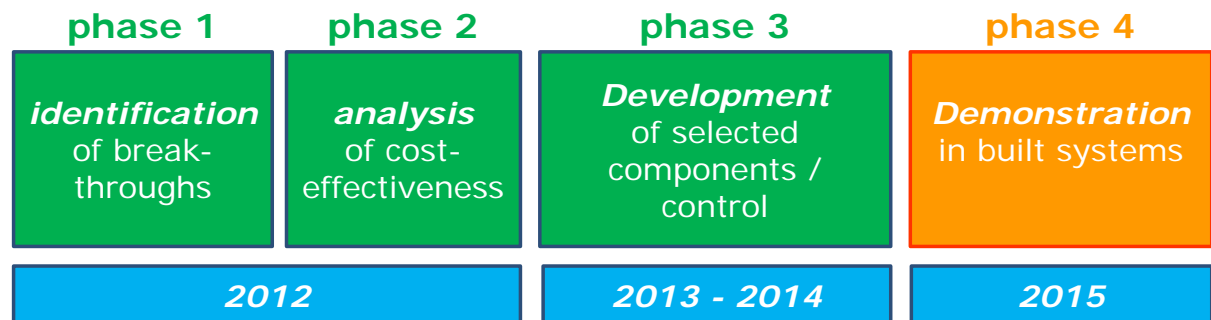 phase 1
phase 2
phase 3
phase 4
identification
of break-
throughs
analysis
of cost-
effectiveness
Development
of selected
components /
control
Demonstration
in built systems
2012
2013 - 2014
2015